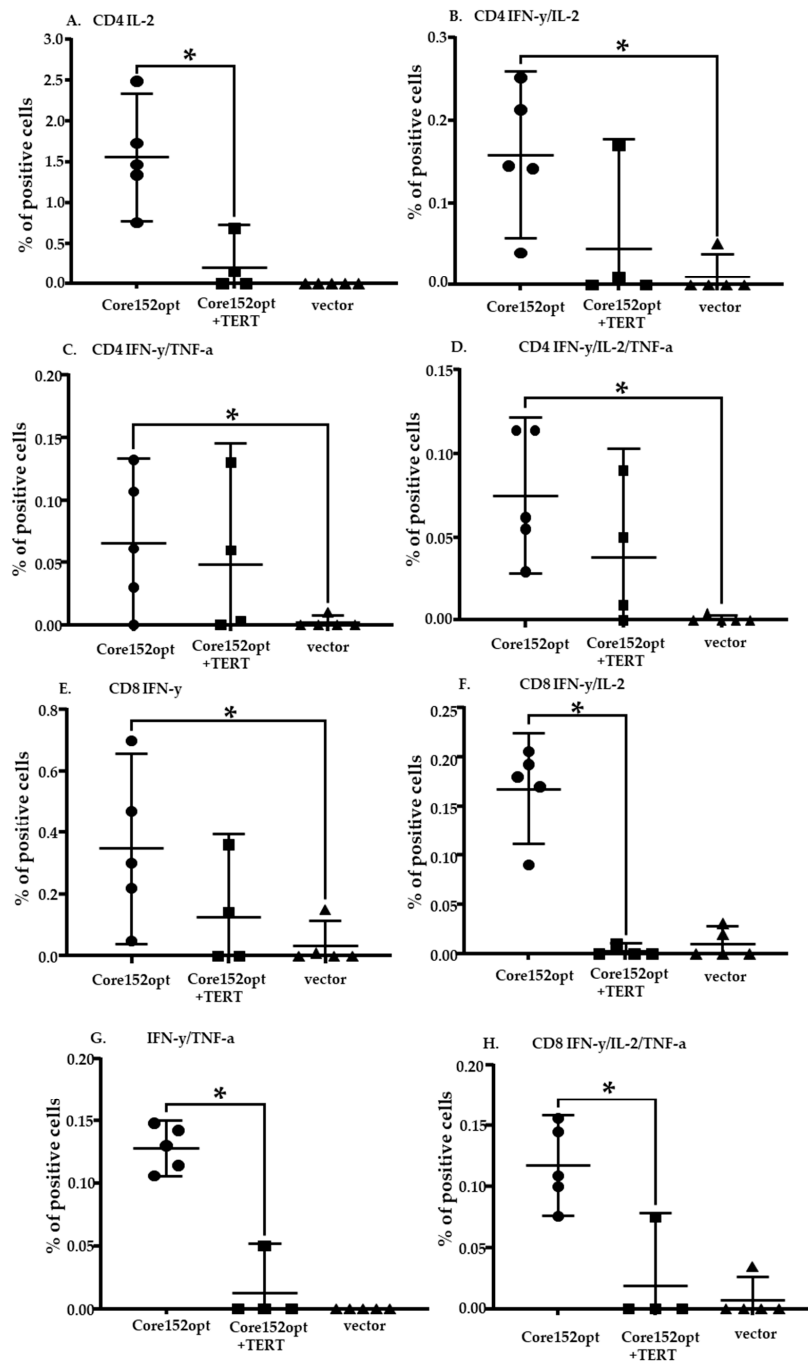 A. CD4 IL-2
*
3.0
2.5
2.0
1.5
1.0
0.5
0.0
% of positive cells
Core152opt
Core152opt
+TERT
vector
B. CD4 IFN-y/IL-2
*
0.3
0.2
0.1
0.0
% of positive cells
Core152opt
Core152opt
+TERT
vector
C. CD4 IFN-y/TNF-a
*
0.20
0.15
0.10
0.05
0.00
% of positive cells
Core152opt
Core152opt
+TERT
vector
D. CD4 IFN-y/IL-2/TNF-a
*
0.15
0.10
0.05
0.00
% of positive cells
Core152opt
Core152opt
+TERT
vector
E. CD8 IFN-y
*
0.8
0.6
0.4
0.2
0.0
% of positive cells
Core152opt
Core152opt
+TERT
vector
F. CD8 IFN-y/IL-2
*
0.25
0.20
0.15
0.10
0.05
0.00
% of positive cells
Core152opt
Core152opt
+TERT
vector
G. IFN-y/TNF-a
*
0.20
0.15
0.10
0.05
0.00
% of positive cells
Core152opt
Core152opt
+TERT
vector
H. CD8 IFN-y/IL-2/TNF-a
*
0.20
0.15
0.10
0.05
0.00
% of positive cells
Core152opt
Core152opt
+TERT
vector